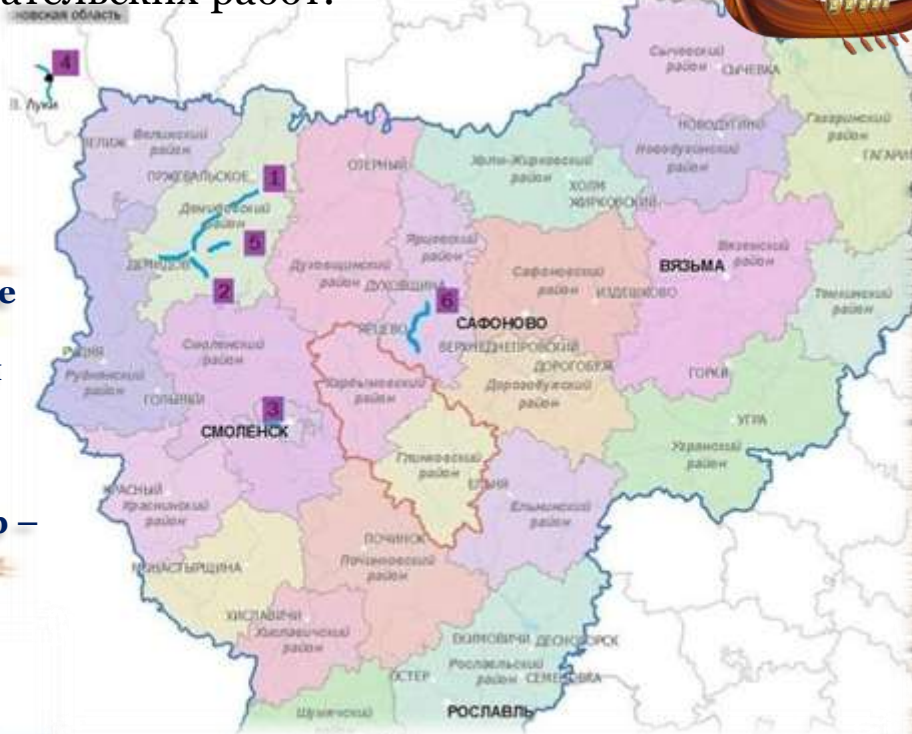 ательских работ.
новская область
4
В. Луки
Сычевский
район
СЫЧЕВКА
Велижский
район
НОВОДУГИНО
Новодугинский
район
Гагаринский
район
ПРЖЕВАЛЬСКОЕ
1
ОЗЕРНЫЙ
Холм-Жирковский
район
ХОЛМ
ЖИРКОВСКИЙ
Демидовский
район
5
ДЕМИДОВ
2
Духовщинский
район
ДУХОВЩИНА
Ярцевский
район
6
Сафоновский
район
ИЗДЕШКОВО
ВЯЗЬМА
Вяземский
район
Темкинский
район
е
САФОНОВО
ЯРЦЕВО
ВЕРХНЕДНЕПРОВСКИЙ
ДОРОГОБУЖ
Дорогобужский
район
ГОРКИ
Смоленский
район
Руднянский
район
ГОЛЫНКИ
Кардымовский
район
3
СМОЛЕНСК
УГРА
Угранский
район
Глинковский
район
ЕЛЬНЯ
Ельнинский
район
КРАСНЫЙ
Краснинский
район
–
ПОЧИНОК
Починковский
район
МОНАСТЫРЩИНА
ХИСЛАВИЧИ
Хиславичский
район
ЕКИМОВИЧИ
ДЕСНОГОРСК
Рославльский
район
СЕМЕНОВКА
ОСТЕР
Шумячский
РОСЛАВЛЬ